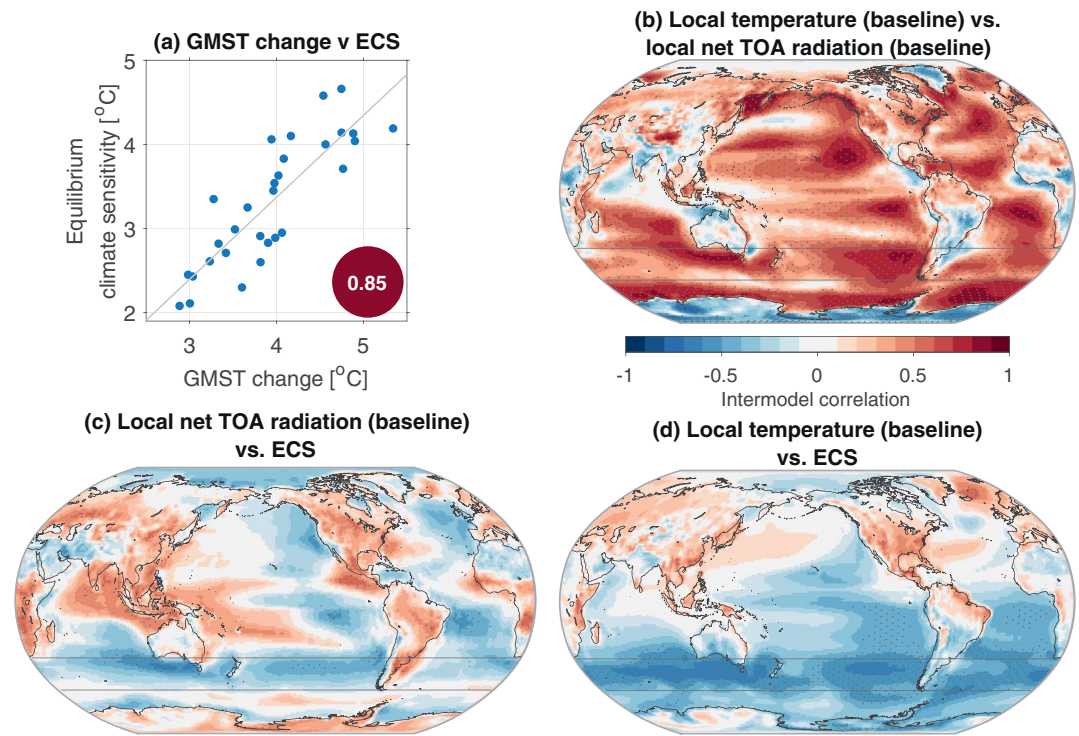 (a) GMST change v ECS
Equilibrium
climate sensitivity [°C]
5
4
3
2
0.85
3 4 5
GMST change [°C]
(b) Local temperature (baseline) vs.
local net TOA radiation (baseline)
-1 -0.5 0 0.5 1
Intermodel correlation
(c) Local net TOA radiation (baseline)
vs. ECS
(d) Local temperature (baseline)
vs. ECS